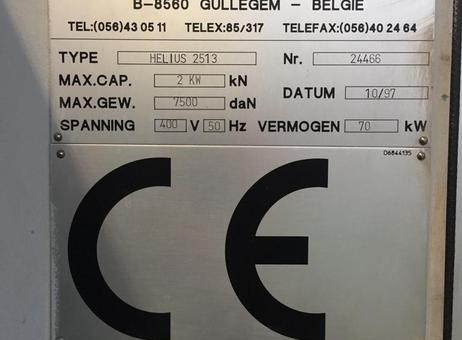 B-8560 GULLEGEM - BELGIE
TEL:(056)43 05 11 TELEX:85/317 TELEFAX:(056)40 24 64
TYPE HELIUS 2513 Nr. 24466
MAX.CAP. 2 KW kN
DATUM 10/97
MAX.GEW. 7500 daN
SPANNING 400 V 50 Hz VERMOGEN 70 kW
D6844135
CE